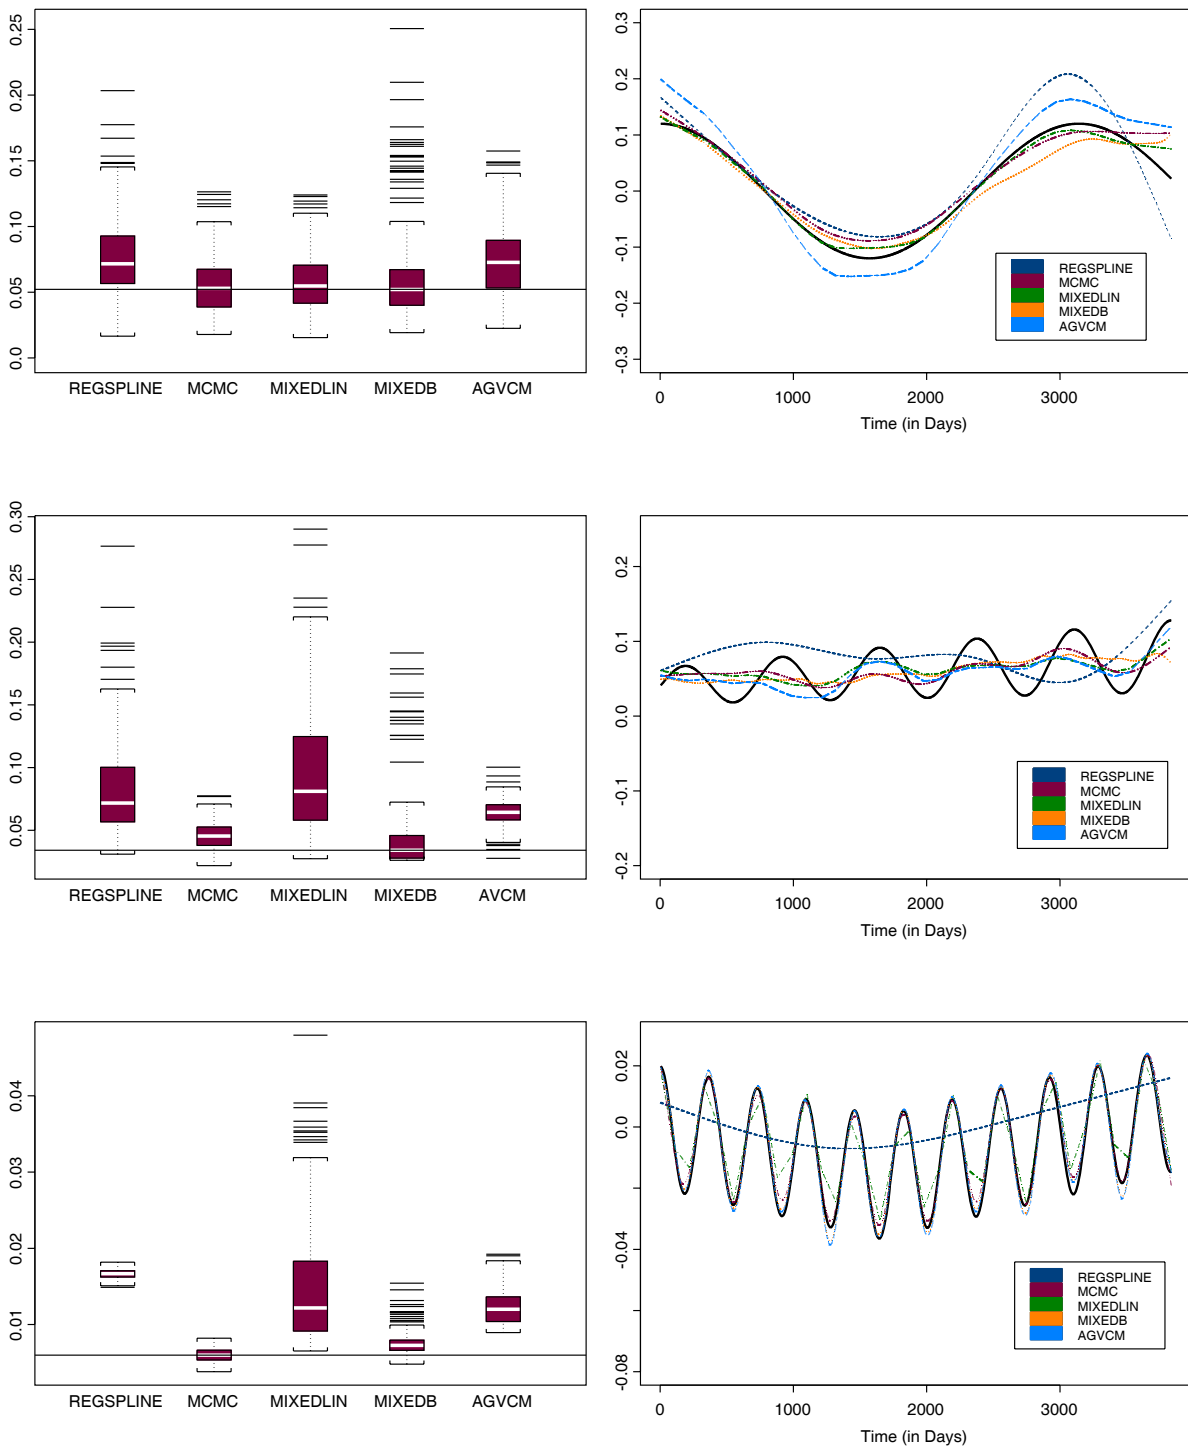 0.0 0.05 0.10 0.15 0.20 0.25
REGSPLINE MCMC MIXEDLIN MIXEDB AGVCM
-0.3 -0.2 -0.1 0.0 0.1 0.2 0.3
REGSPLINE
MCMC
MIXEDLIN
MIXEDB
AGVCM
0 1000 2000 3000
Time (in Days)
0.05 0.10 0.15 0.20 0.25 0.30
REGSPLINE MCMC MIXEDLIN MIXEDB AVCM
-0.2 -0.1 0.0 0.1 0.2
REGSPLINE
MCMC
MIXEDLIN
MIXEDB
AGVCM
0 1000 2000 3000
Time (in Days)
0.01 0.02 0.03 0.04
REGSPLINE MCMC MIXEDLIN MIXEDB AGVCM
-0.08 -0.04 0.0 0.02
REGSPLINE
MCMC
MIXEDLIN
MIXEDB
AGVCM
0 1000 2000 3000
Time (in Days)